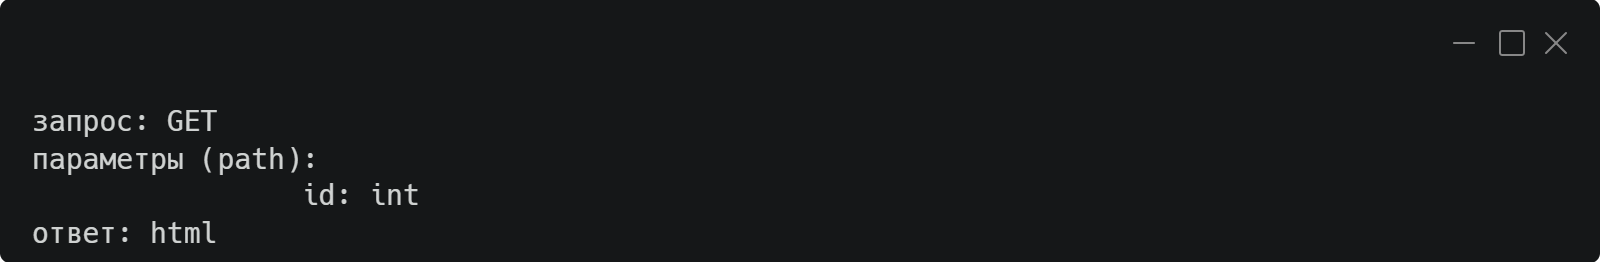 запрос: GET
параметры (path):
id: int
ответ: html